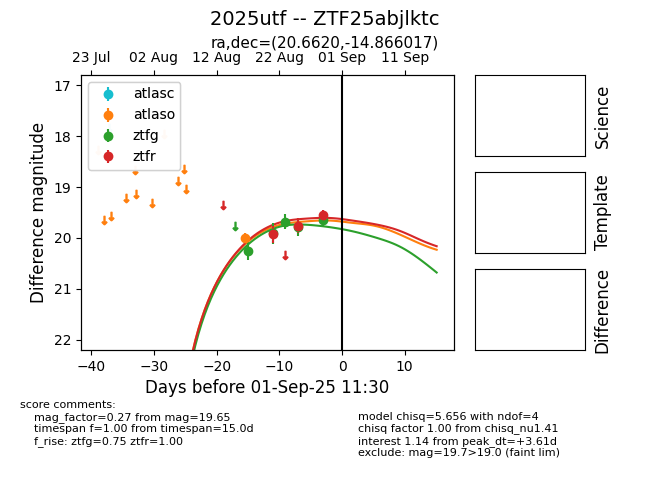 2025utf -- ZTF25abjlktc
ra,dec=(20.6620,-14.866017)
23 Jul 02 Aug 12 Aug 22 Aug 01 Sep 11 Sep
atlasc
atlaso
ztfg
ztfr
17
18
19
20
21
22
Difference magnitude
−40 −30 −20 −10 0 10
Days before 01-Sep-25 11:30
Science
Template
Difference
score comments:
mag_factor=0.27 from mag=19.65
timespan f=1.00 from timespan=15.0d
f_rise: ztfg=0.75 ztfr=1.00
model chisq=5.656 with ndof=4
chisq factor 1.00 from chisq_nu1.41
interest 1.14 from peak_dt=+3.61d
exclude: mag=19.7>19.0 (faint lim)